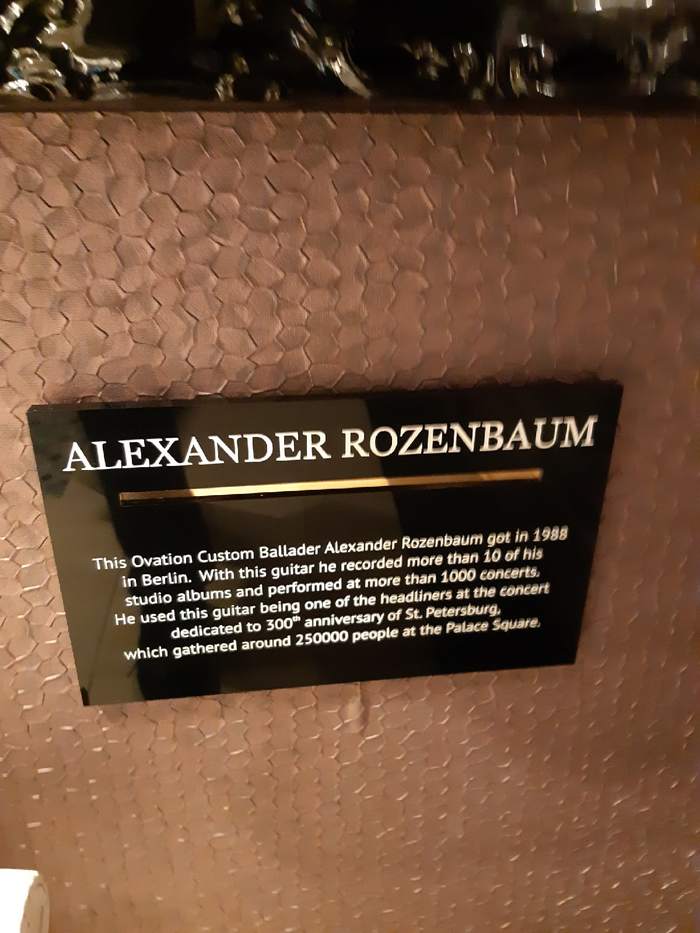 ALEXANDER ROZENBAUM
This Ovation Custom Ballader Alexander Rozenbaum got in 1988
in Berlin. With this guitar he recorded more than 10 of his
studio albums and performed at more than 1000 concerts.
He used this guitar being one of the headliners at the concert
dedicated to 300th anniversary of St. Petersburg,
which gathered around 250000 people at the Palace Square.